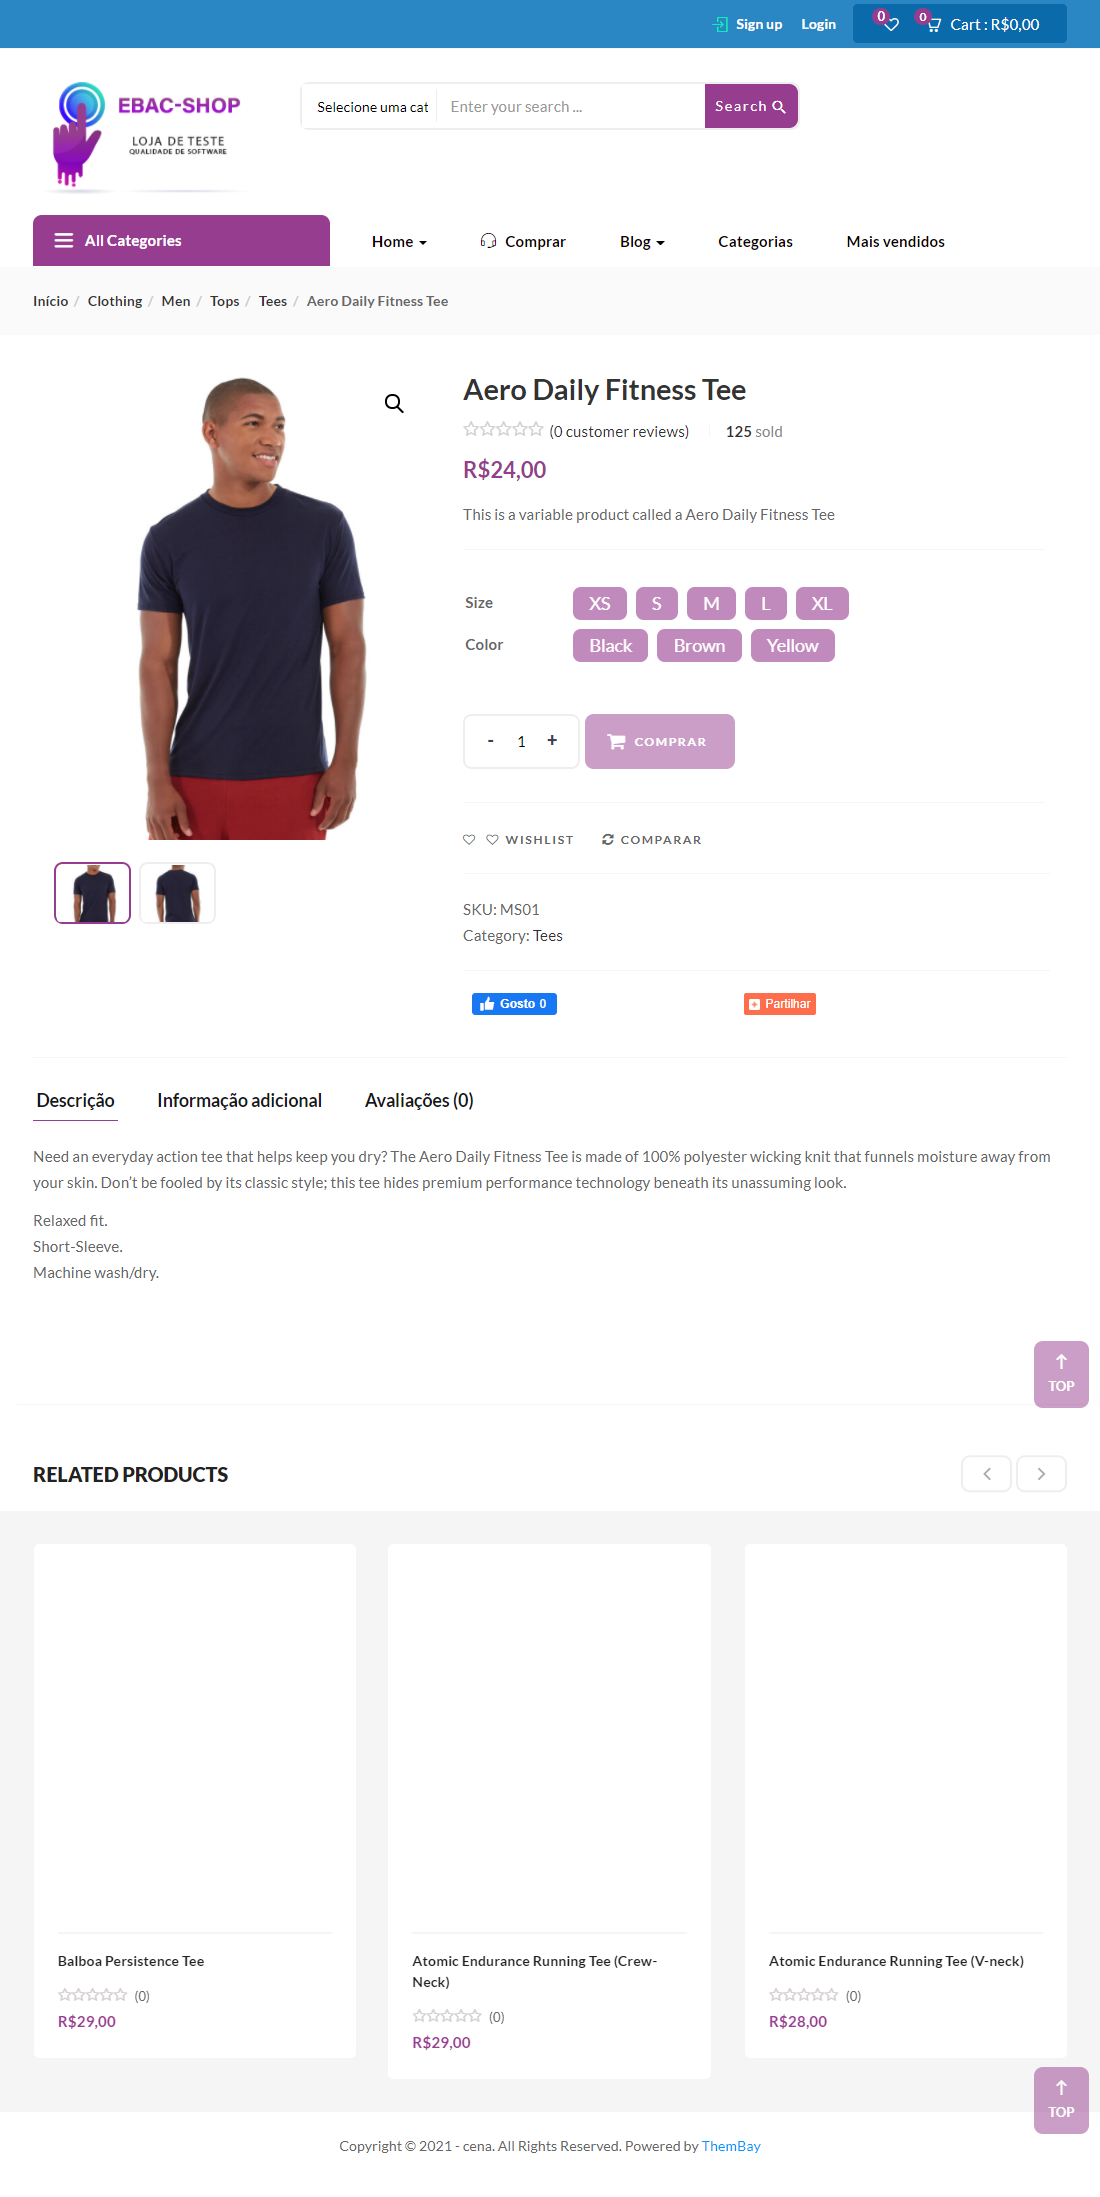 Sign up Login 0 0 Cart : R$0,00
EBAC-SHOP
LOJA DE TESTE
QUALIDADE DE SOFTWARE
Selecione uma cat Enter your search ... Search
All Categories Home Comprar Blog Categorias Mais vendidos
Início / Clothing / Men / Tops / Tees / Aero Daily Fitness Tee
Aero Daily Fitness Tee
(0 customer reviews) 125 sold
R$24,00
This is a variable product called a Aero Daily Fitness Tee
Size XS S M L XL
Color Black Brown Yellow
- 1 + COMPRAR
WISHLIST COMPARAR
SKU: MS01
Category: Tees
Gosto 0 Partilhar
Descrição Informação adicional Avaliações (0)
Need an everyday action tee that helps keep you dry? The Aero Daily Fitness Tee is made of 100% polyester wicking knit that funnels moisture away from
your skin. Don’t be fooled by its classic style; this tee hides premium performance technology beneath its unassuming look.
Relaxed fit.
Short-Sleeve.
Machine wash/dry.
TOP
RELATED PRODUCTS
Balboa Persistence Tee
(0)
R$29,00
Atomic Endurance Running Tee (Crew-
Neck)
(0)
R$29,00
Atomic Endurance Running Tee (V-neck)
(0)
R$28,00
TOP
Copyright © 2021 - cena. All Rights Reserved. Powered by ThemBay